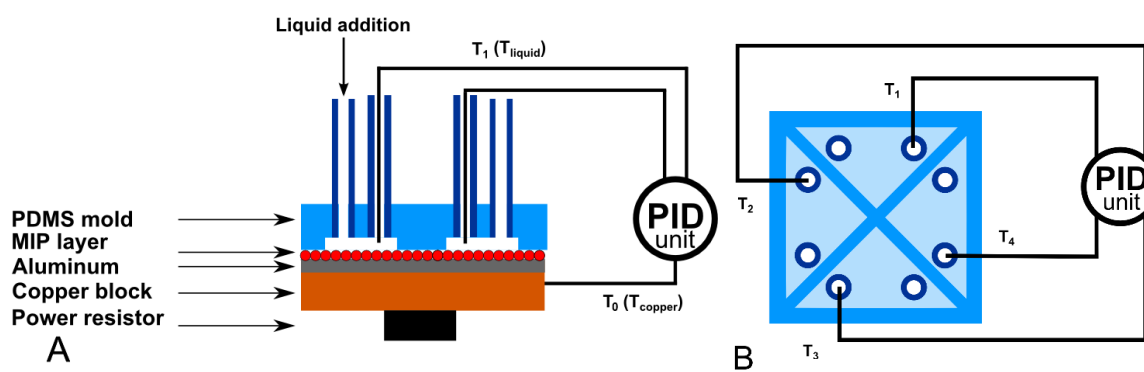 Liquid addition
T₁ (Tₗᵢqᵤᵢd)
PDMS mold
MIP layer
Aluminum
Copper block
Power resistor
A
PID
unit
T₀ (T_copper)
T₁
T₂
PID
unit
T₄
T₃
B